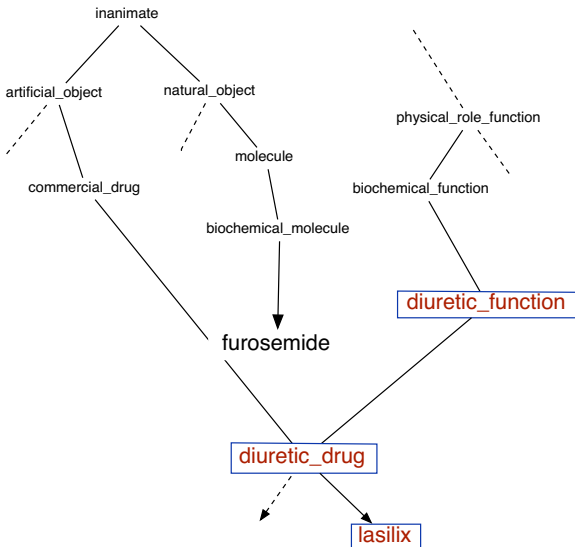 inanimate
artificial_object
natural_object
physical_role_function
molecule
commercial_drug
biochemical_function
biochemical_molecule
diuretic_function
furosemide
diuretic_drug
lasilix